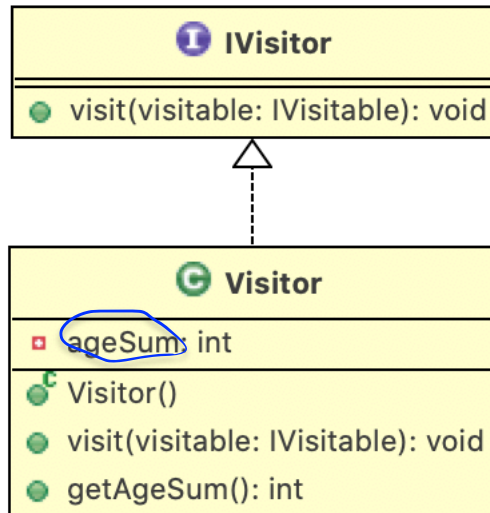 I IVisitor
visit(visitable: IVisitable): void
C Visitor
ageSum: int
C Visitor()
visit(visitable: IVisitable): void
getAgeSum(): int